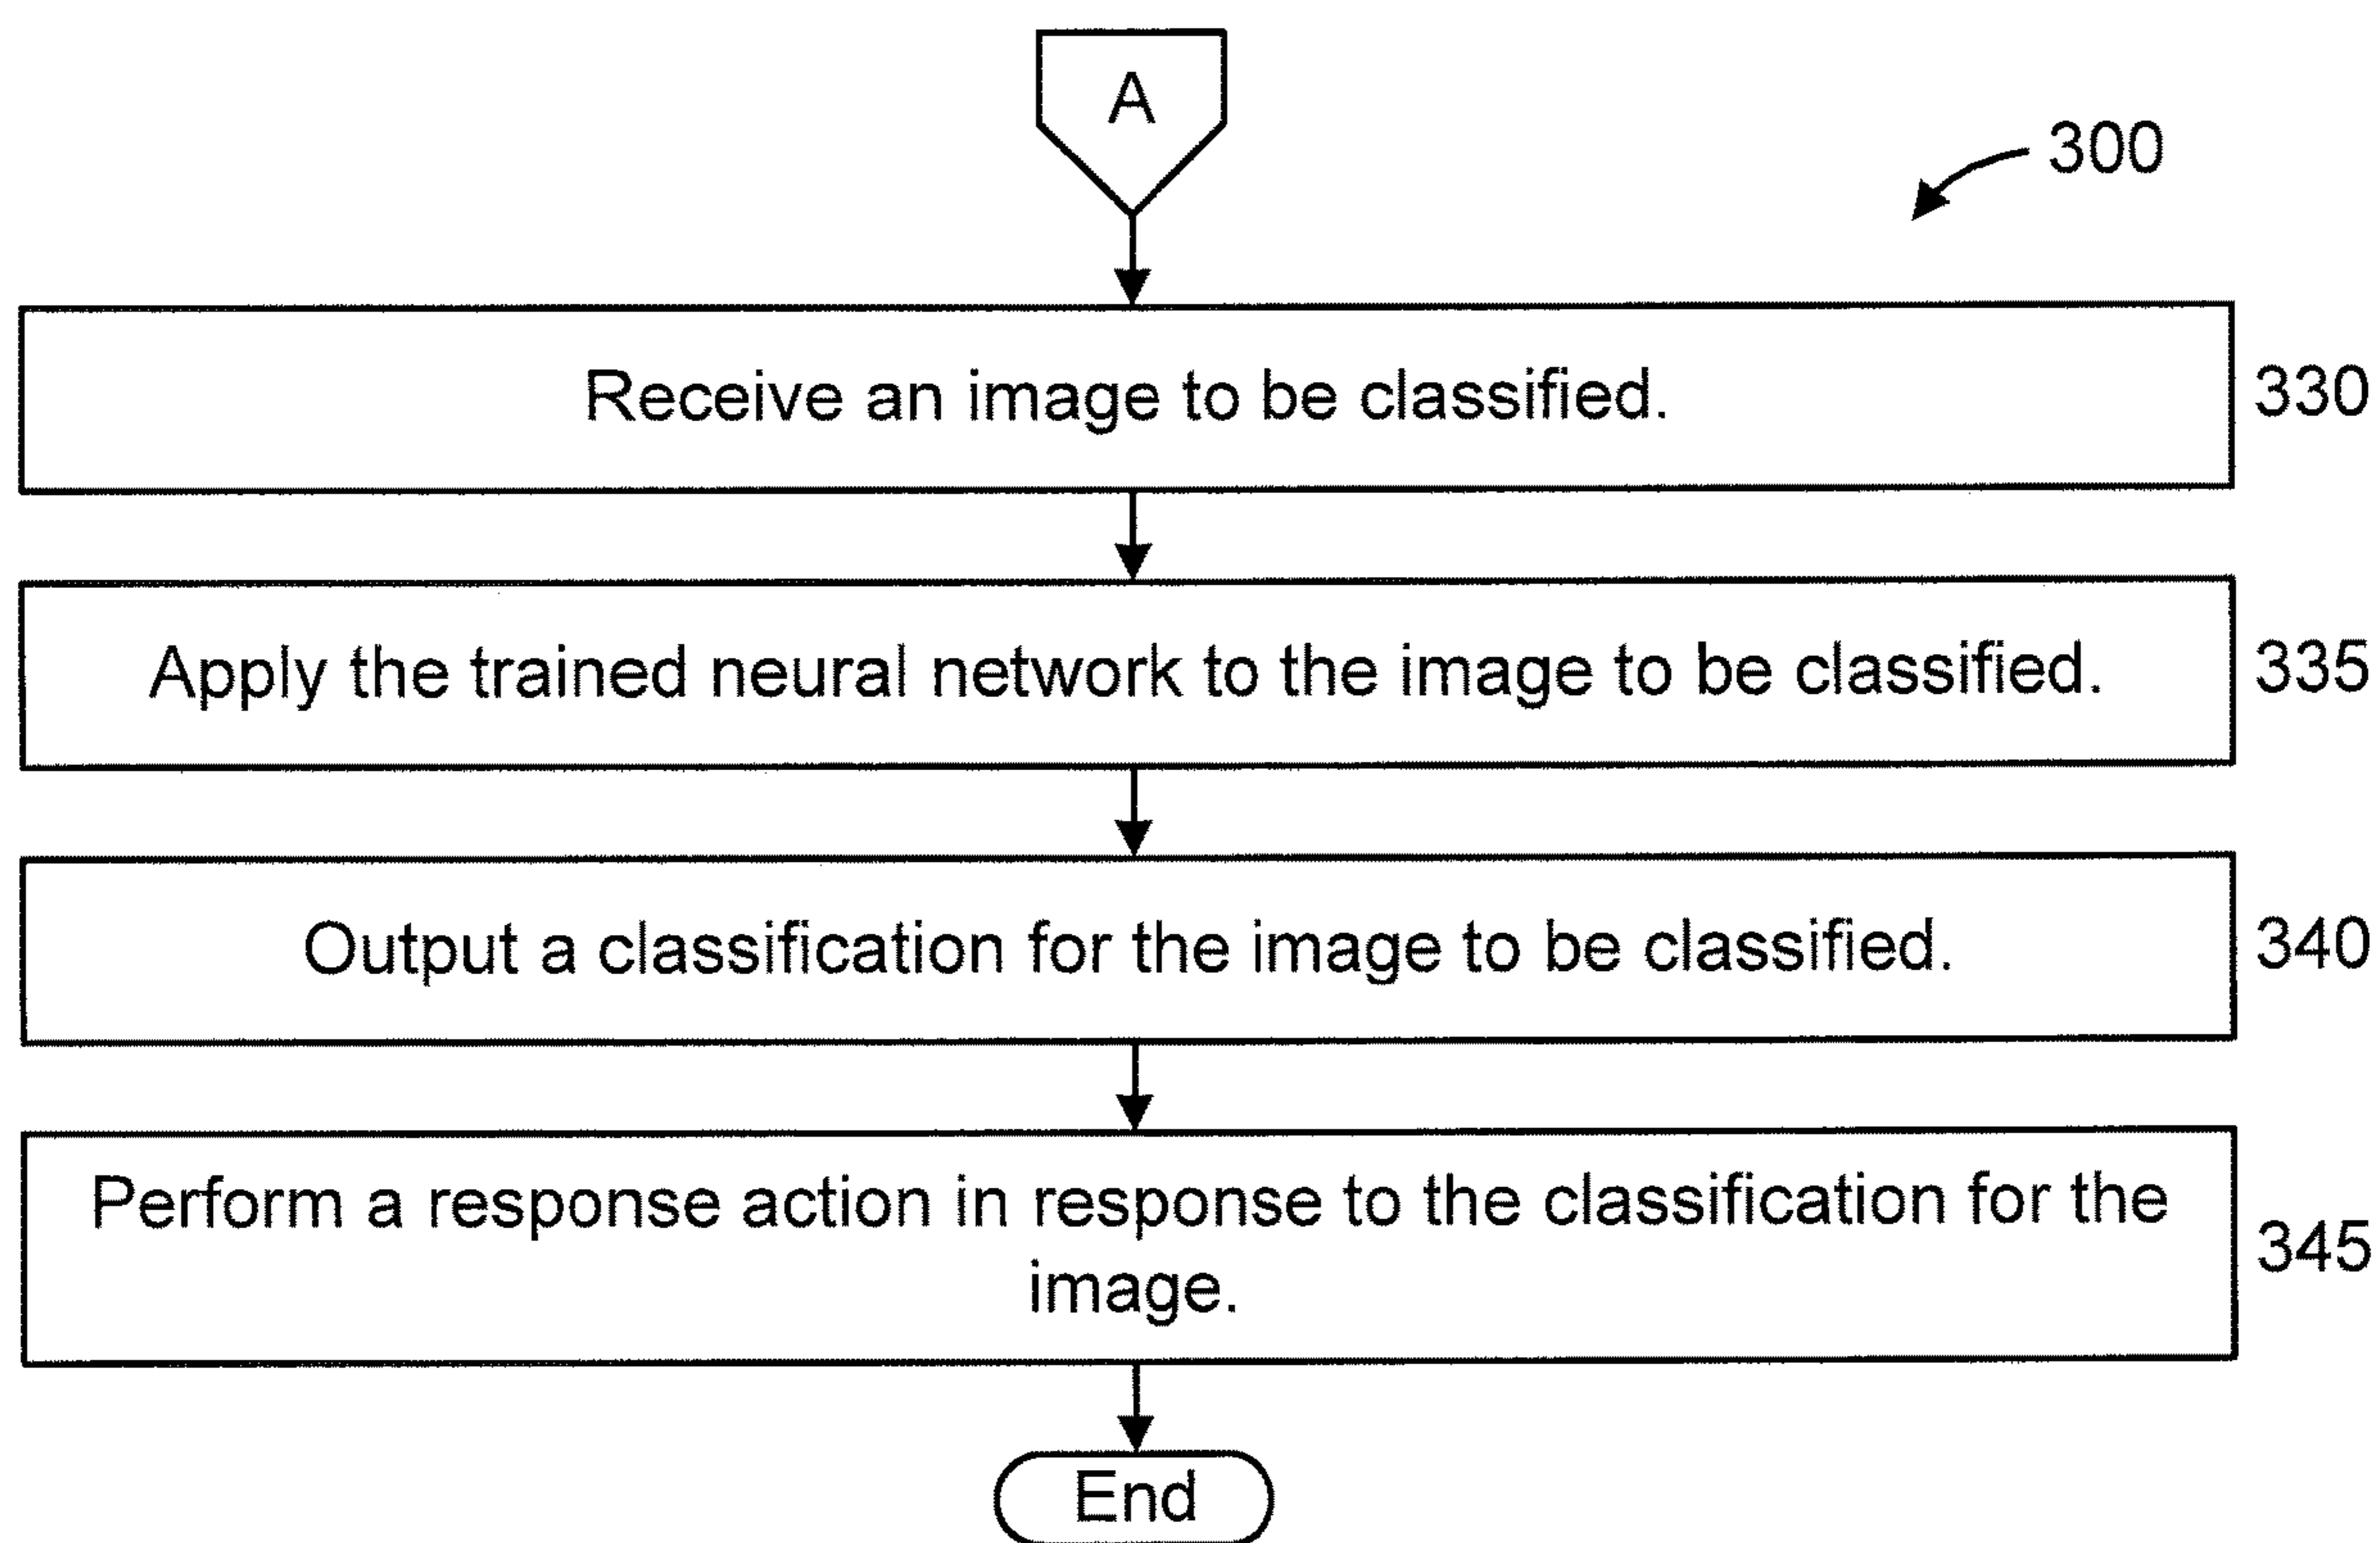 A
300
Receive an image to be classified.
330
Apply the trained neural network to the image to be classified.
335
Output a classification for the image to be classified.
340
Perform a response action in response to the classification for the
image.
345
End